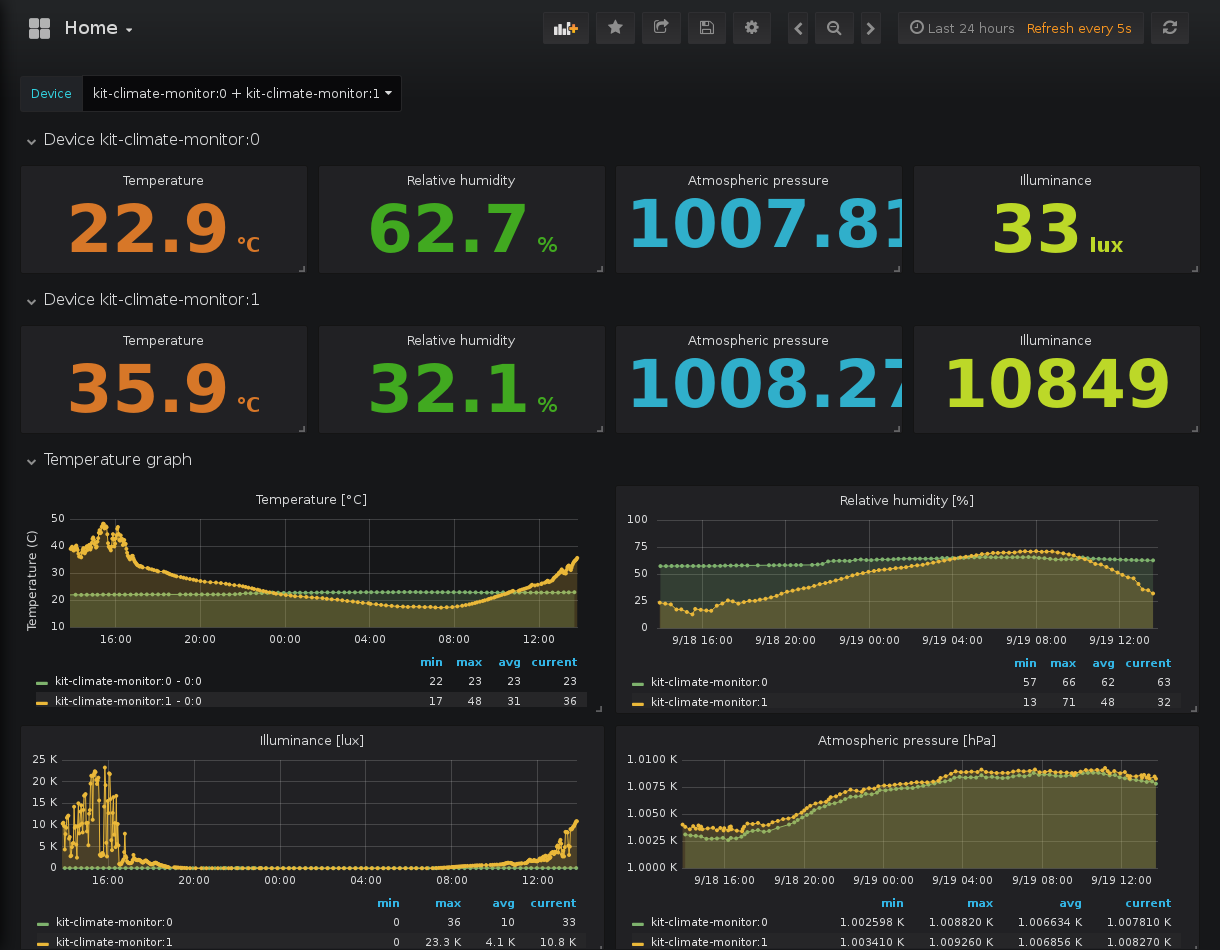 Home
Last 24 hours Refresh every 5s
Device kit-climate-monitor:0 + kit-climate-monitor:1
Device kit-climate-monitor:0
Temperature Relative humidity Atmospheric pressure Illuminance
22.9 °C 62.7 % 1007.81 33 lux
Device kit-climate-monitor:1
Temperature Relative humidity Atmospheric pressure Illuminance
35.9 °C 32.1 % 1008.27 10849
Temperature graph
Temperature [°C]
Temperature (C)
50
40
30
20
10
16:00 20:00 00:00 04:00 08:00 12:00
min max avg current
kit-climate-monitor:0 - 0:0 22 23 23 23
kit-climate-monitor:1 - 0:0 17 48 31 36
Relative humidity [%]
100
75
50
25
0
9/18 16:00 9/18 20:00 9/19 00:00 9/19 04:00 9/19 08:00 9/19 12:00
min max avg current
kit-climate-monitor:0 57 66 62 63
kit-climate-monitor:1 13 71 48 32
Illuminance [lux]
25 K
20 K
15 K
10 K
5 K
0
16:00 20:00 00:00 04:00 08:00 12:00
min max avg current
kit-climate-monitor:0 0 36 10 33
kit-climate-monitor:1 0 23.3 K 4.1 K 10.8 K
Atmospheric pressure [hPa]
1.0100 K
1.0075 K
1.0050 K
1.0025 K
1.0000 K
9/18 16:00 9/18 20:00 9/19 00:00 9/19 04:00 9/19 08:00 9/19 12:00
min max avg current
kit-climate-monitor:0 1.002598 K 1.008820 K 1.006634 K 1.007810 K
kit-climate-monitor:1 1.003410 K 1.009260 K 1.006856 K 1.008270 K